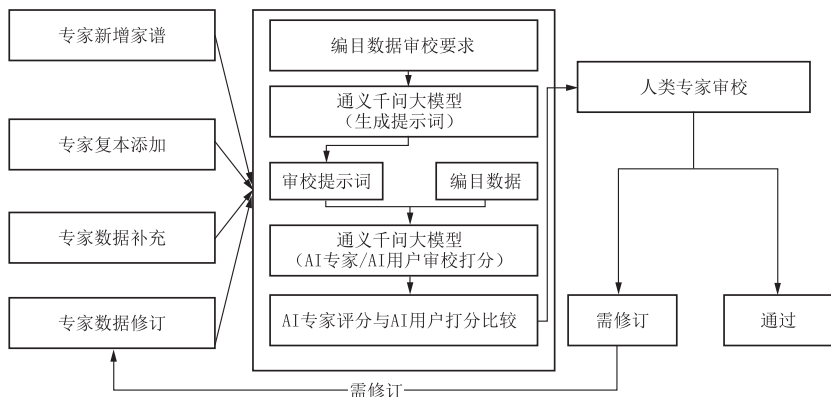 专家新增家谱
专家复本添加
专家数据补充
专家数据修订
编目数据审校要求
通义千问大模型
（生成提示词）
审校提示词
编目数据
通义千问大模型
（AI专家/AI用户审校打分）
AI专家评分与AI用户打分比较
人类专家审校
需修订
通过
需修订